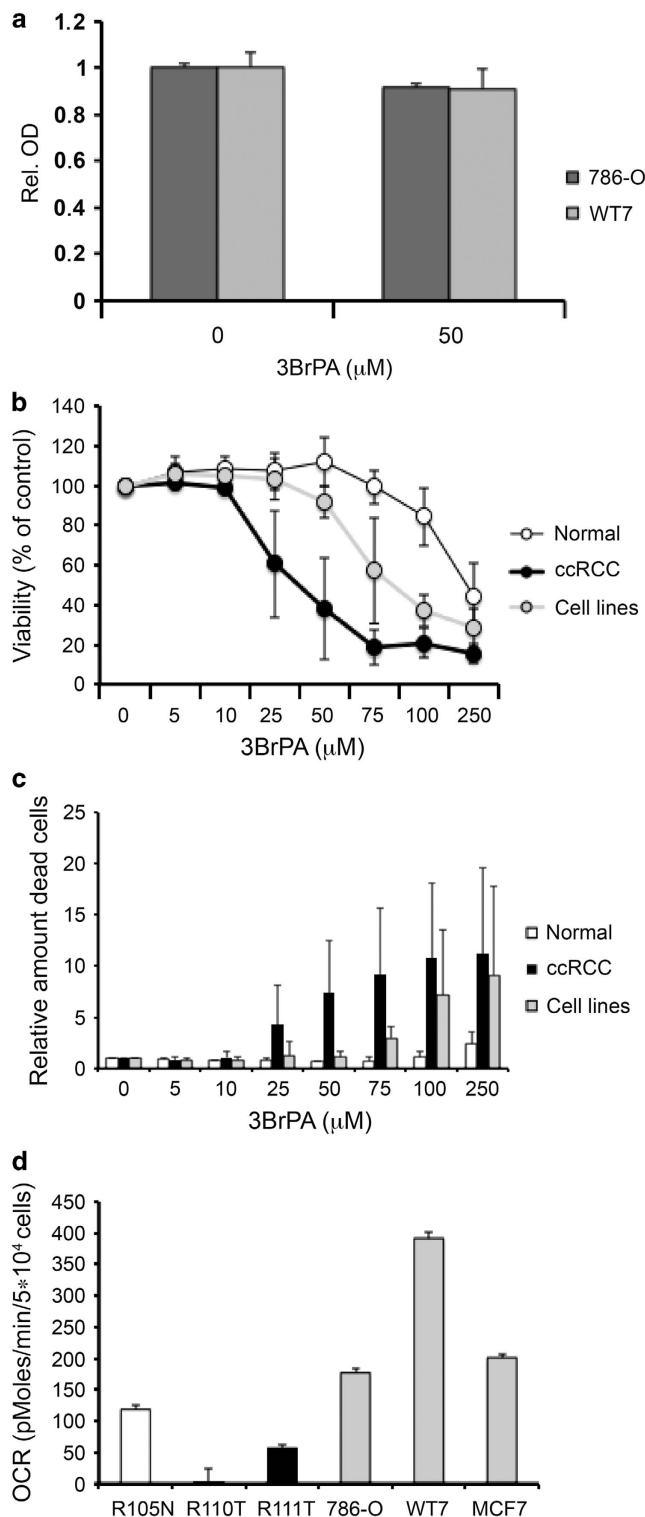 a
1.2
1
0.8
0.6
0.4
0.2
0
Rel. OD
786-O
WT7
0 50
3BrPA (μM)
b
140
120
100
80
60
40
20
0
Viability (% of control)
Normal
ccRCC
Cell lines
0 5 10 25 50 75 100 250
3BrPA (μM)
c
25
20
15
10
5
0
Relative amount dead cells
Normal
ccRCC
Cell lines
0 5 10 25 50 75 100 250
3BrPA (μM)
d
450
400
350
300
250
200
150
100
50
0
OCR (pMoles/min/5*10⁴ cells)
R105N R110T R111T 786-O WT7 MCF7